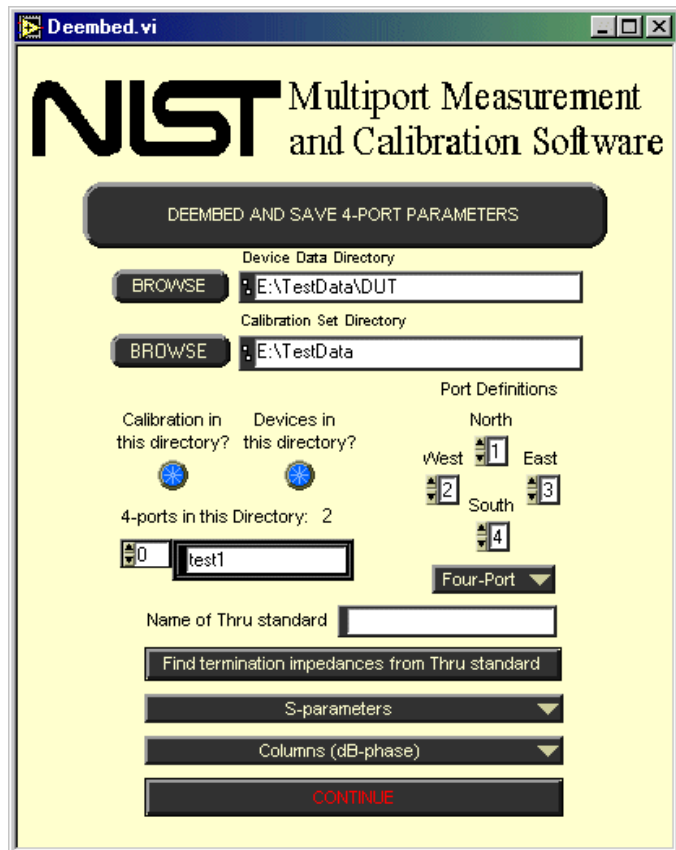 Deembed.vi
NIST Multiport Measurement
and Calibration Software
DEEMBED AND SAVE 4-PORT PARAMETERS
Device Data Directory
BROWSE E:\TestData\DUT
Calibration Set Directory
BROWSE E:\TestData
Port Definitions
Calibration in
this directory?
Devices in
this directory?
North
1
West
2
East
3
South
4
4-ports in this Directory: 2
0 test1
Four-Port
Name of Thru standard
Find termination impedances from Thru standard
S-parameters
Columns (dB-phase)
CONTINUE